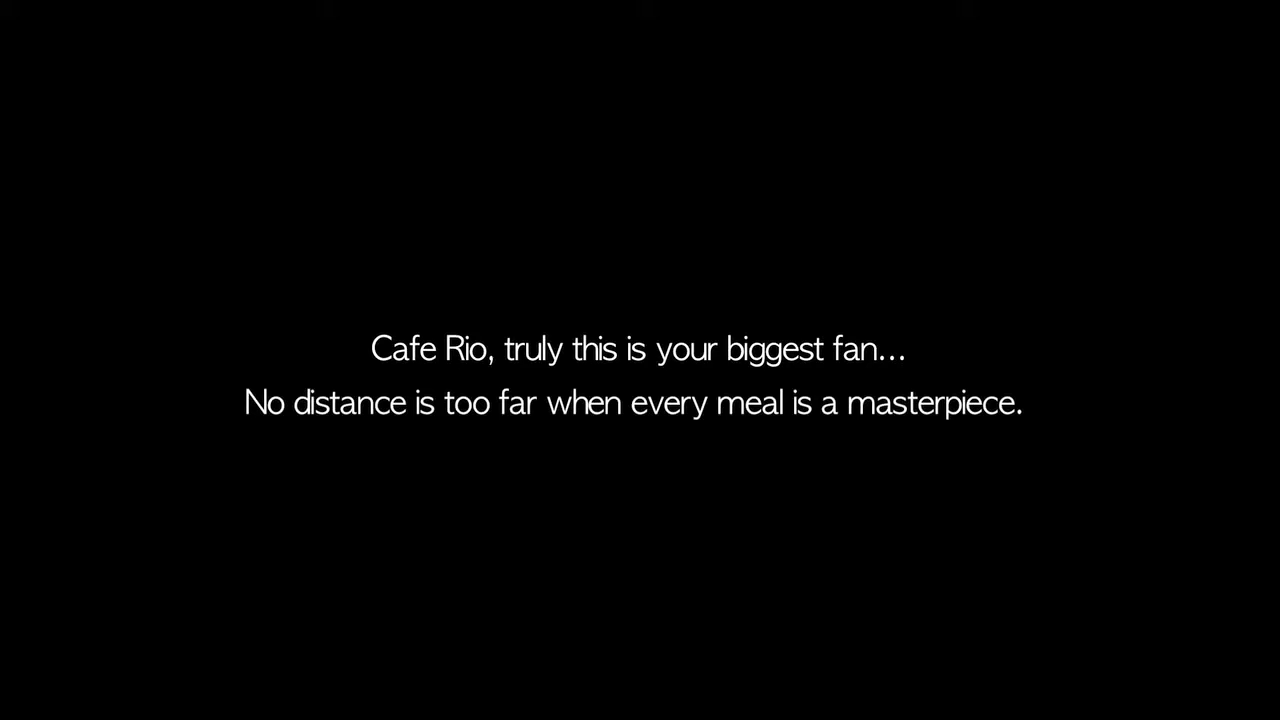 Cafe Rio, truly this is your biggest fan...
No distance is too far when every meal is a masterpiece.